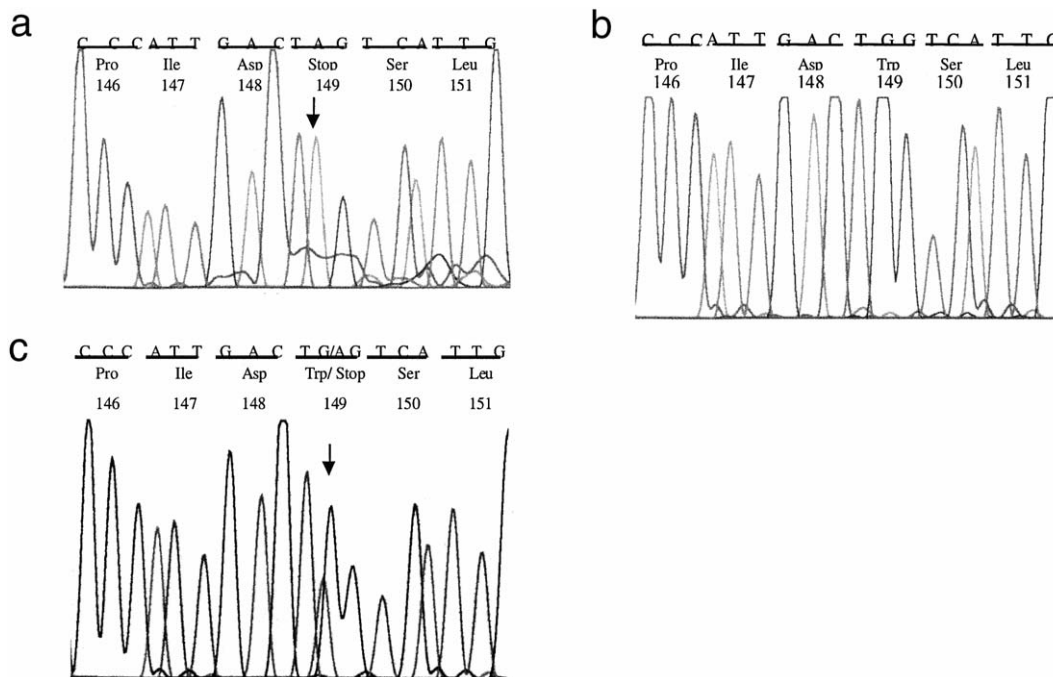 a
C C C A T T G A C T A G T C A T T G
Pro Ile Asp Stop Ser Leu
146 147 148 149 150 151
b
C C C A T T G A C T G G T C A T T G
Pro Ile Asp Trp Ser Leu
146 147 148 149 150 151
c
C C C A T T G A C T G/A G T C A T T G
Pro Ile Asp Trp/ Stop Ser Leu
146 147 148 149 150 151